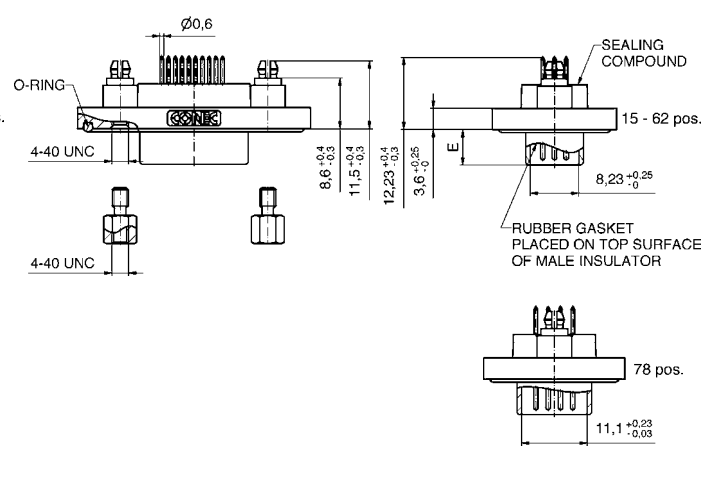 Ø0,6
O-RING
CONEC
4-40 UNC
8,6 +0,4 -0,3
11,5 +0,4 -0,3
12,23 +0,4 -0,3
3,6 +0,25 -0
E
SEALING
COMPOUND
15 - 62 pos.
8,23 +0,25 -0
RUBBER GASKET
PLACED ON TOP SURFACE
OF MALE INSULATOR
4-40 UNC
78 pos.
11,1 +0,23 -0,03